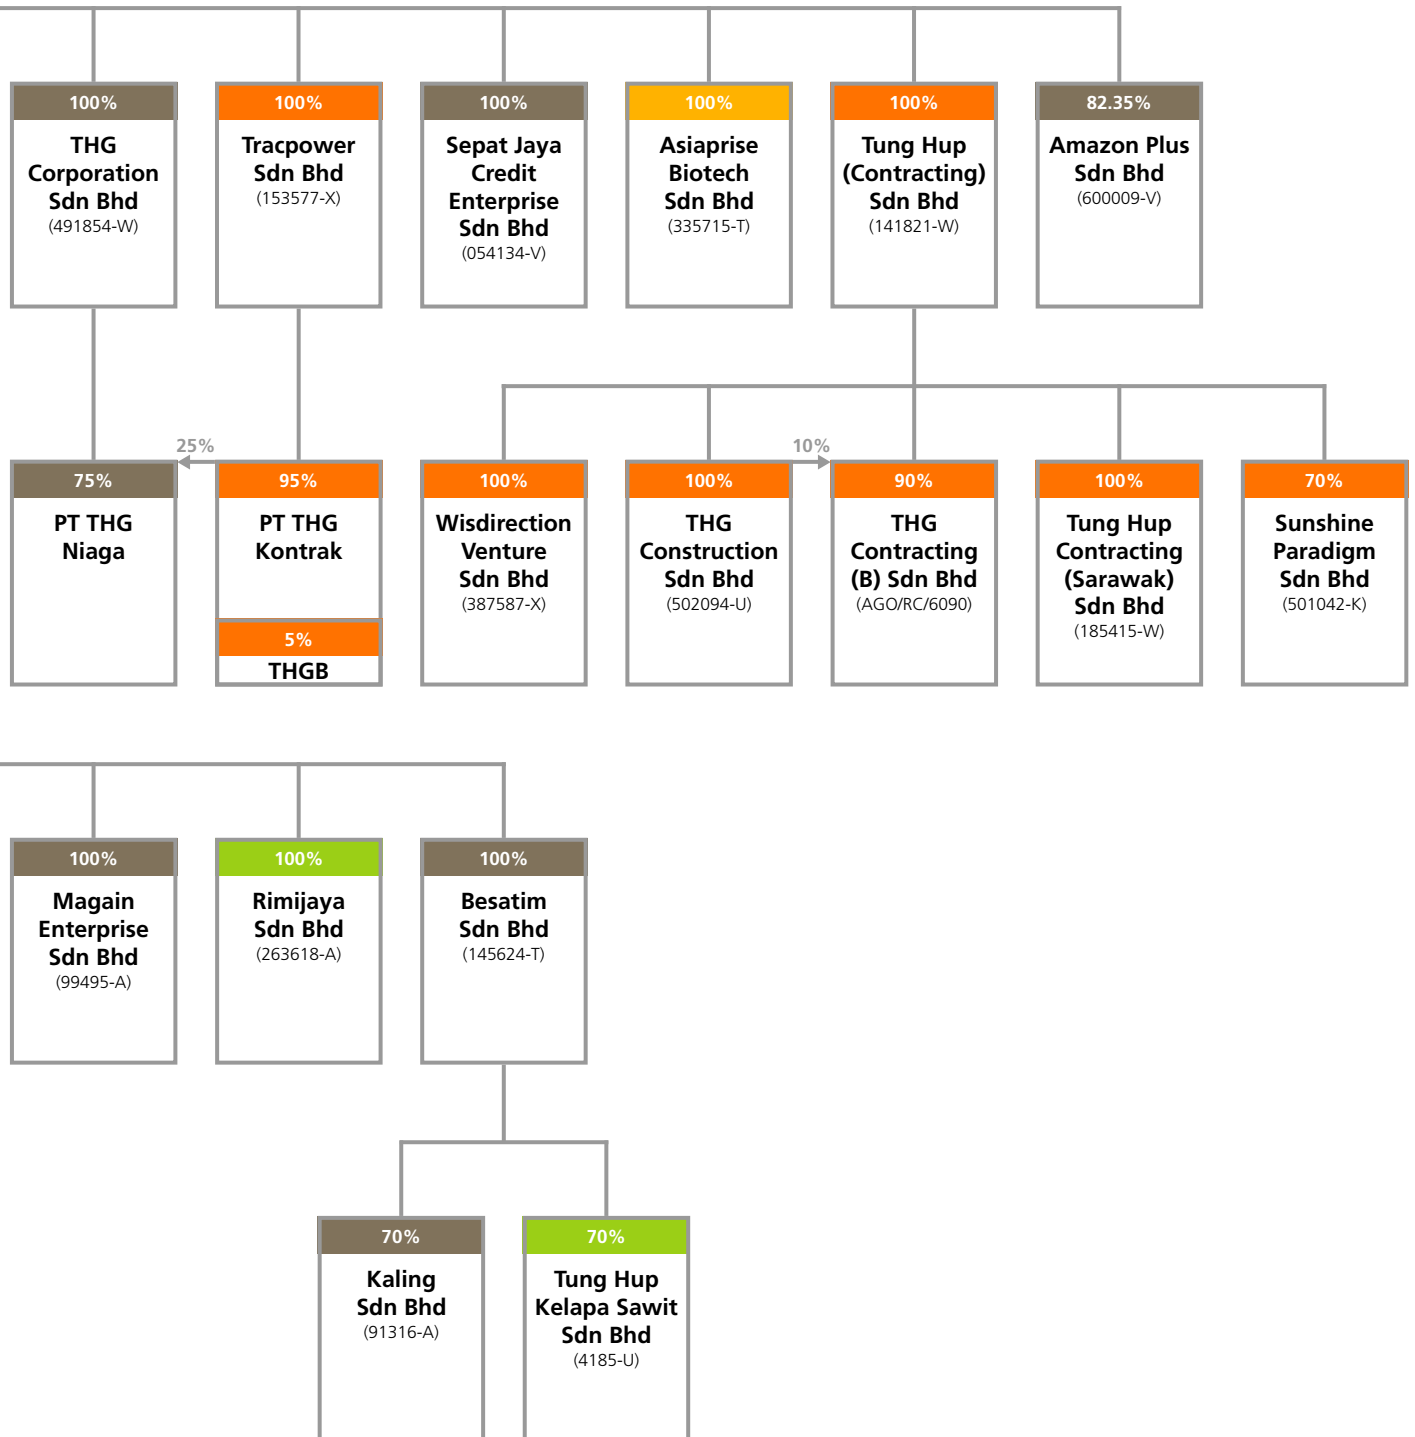 100%
THG
Corporation
Sdn Bhd
(491854-W)
100%
Tracpower
Sdn Bhd
(153577-X)
100%
Sepat Jaya
Credit
Enterprise
Sdn Bhd
(054134-V)
100%
Asiaprise
Biotech
Sdn Bhd
(335715-T)
100%
Tung Hup
(Contracting)
Sdn Bhd
(141821-W)
82.35%
Amazon Plus
Sdn Bhd
(600009-V)
75%
PT THG
Niaga
25%
95%
PT THG
Kontrak
5%
THGB
100%
Wisdirection
Venture
Sdn Bhd
(387587-X)
100%
THG
Construction
Sdn Bhd
(502094-U)
10%
90%
THG
Contracting
(B) Sdn Bhd
(AGO/RC/6090)
100%
Tung Hup
Contracting
(Sarawak)
Sdn Bhd
(185415-W)
70%
Sunshine
Paradigm
Sdn Bhd
(501042-K)
100%
Magain
Enterprise
Sdn Bhd
(99495-A)
100%
Rimijaya
Sdn Bhd
(263618-A)
100%
Besatim
Sdn Bhd
(145624-T)
70%
Kaling
Sdn Bhd
(91316-A)
70%
Tung Hup
Kelapa Sawit
Sdn Bhd
(4185-U)